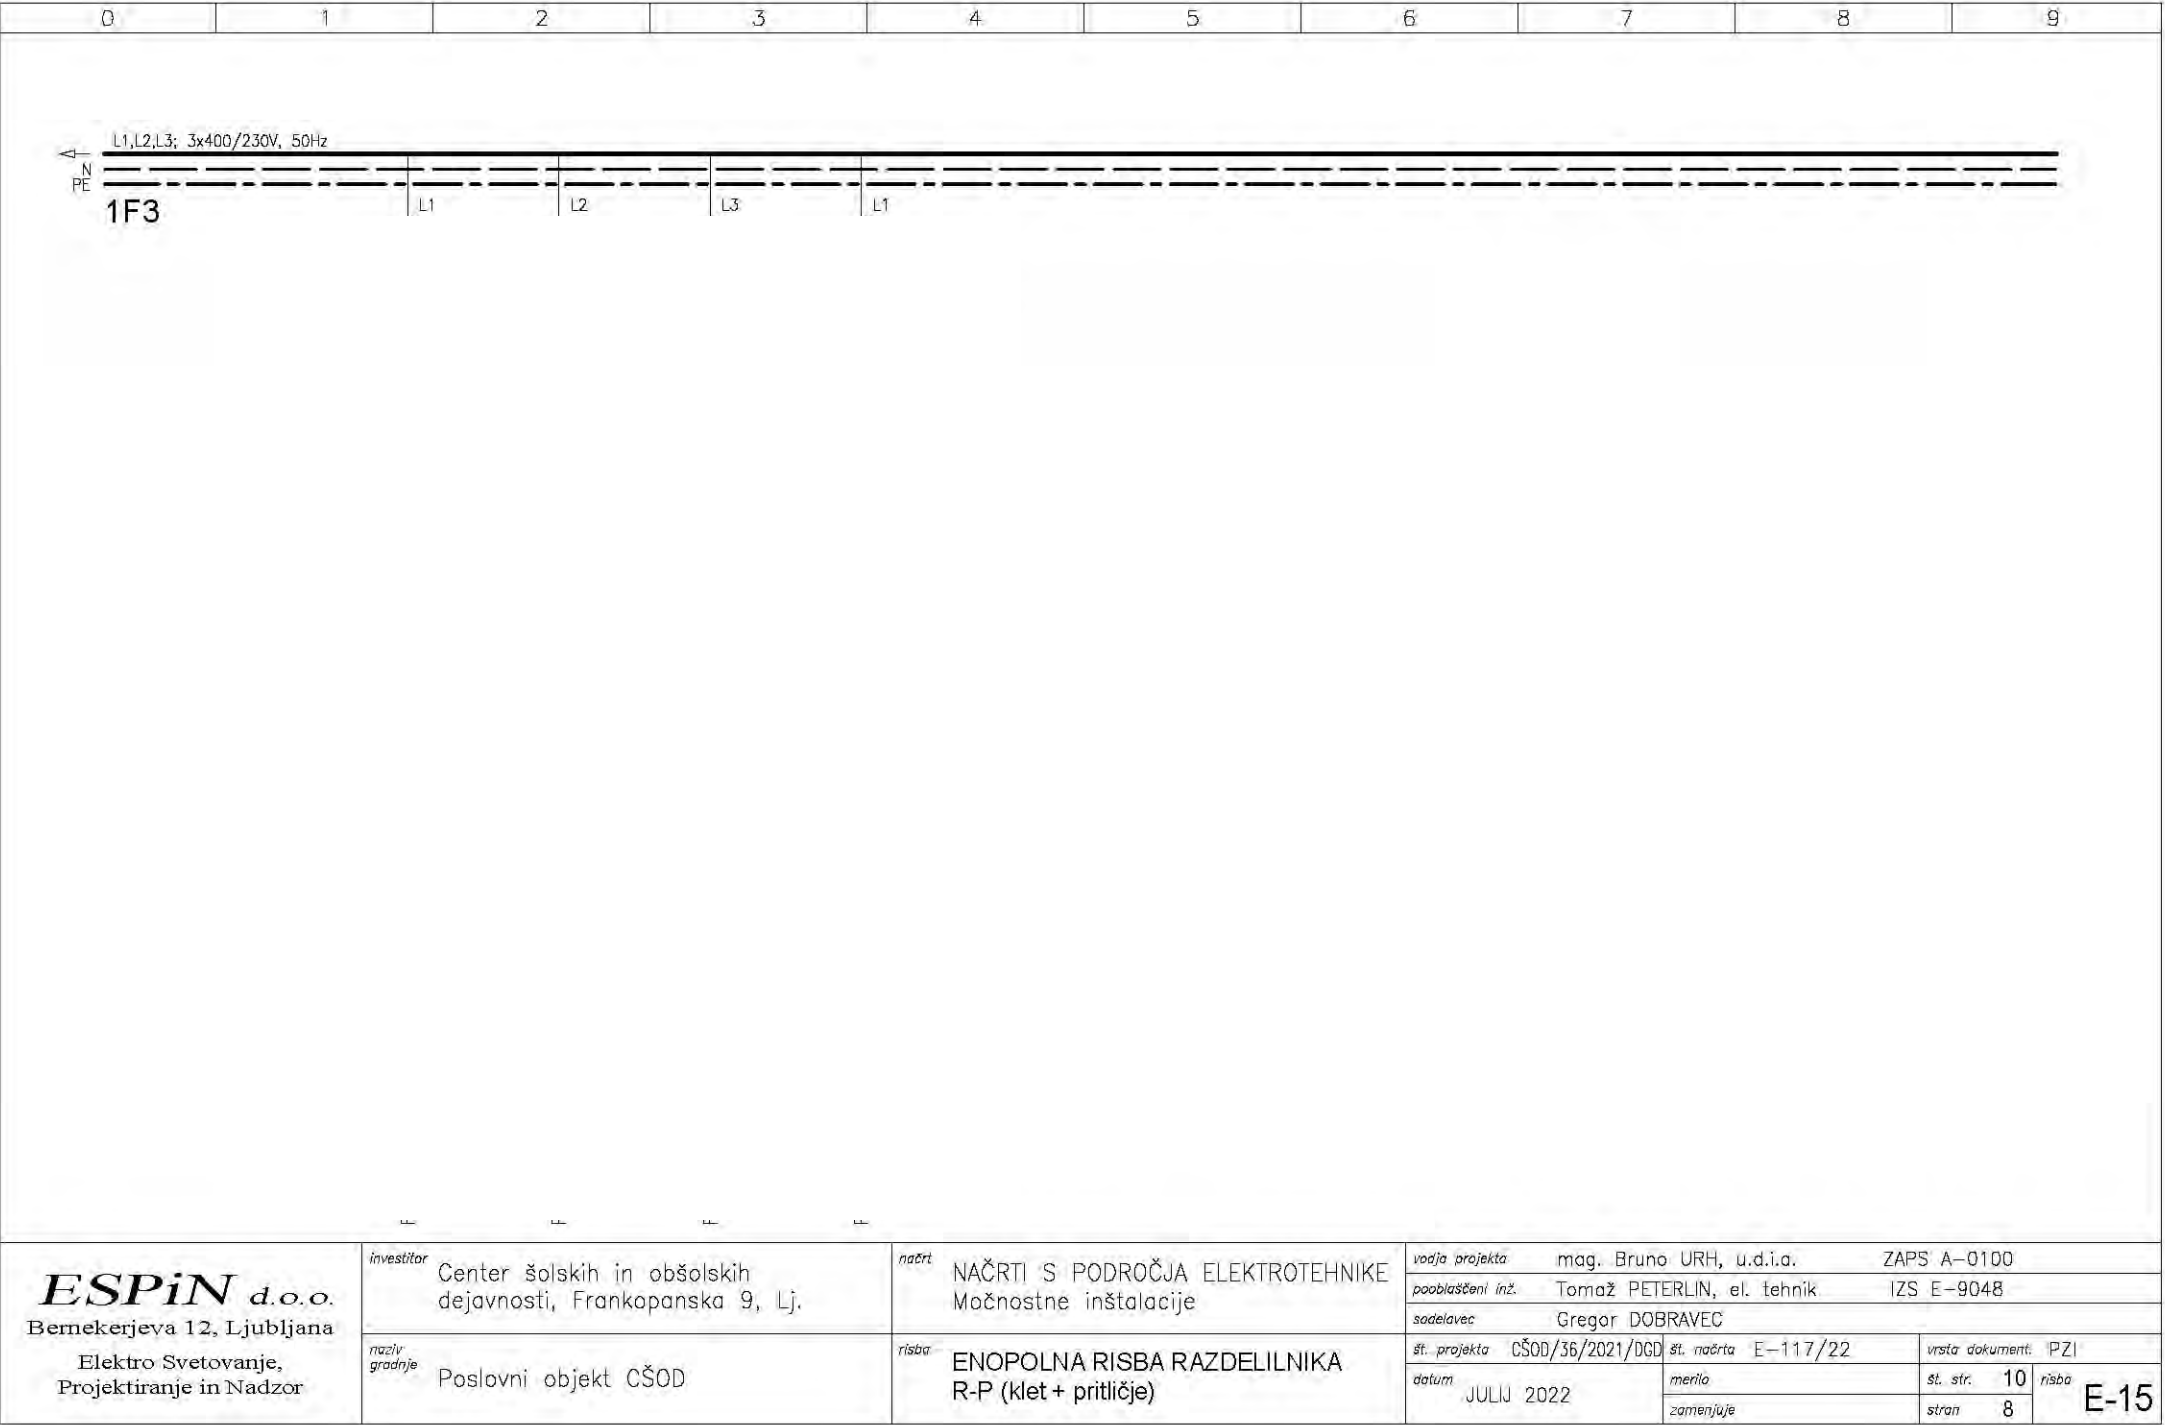 0 1 2 3 4 5 6 7 8 9
L1,L2,L3; 3x400/230V, 50Hz
N
PE
1F3
L1 L2 L3 L1
ESPiN d.o.o.
Bernekerjeva 12, Ljubljana
Elektro Svetovanje,
Projektiranje in Nadzor
investitor
Center šolskih in obšolskih
dejavnosti, Frankopanska 9, Lj.
naziv
gradnje
Poslovni objekt CŠOD
načrt
NAČRTI S PODROČJA ELEKTROTEHNIKE
Močnostne inštalacije
risba
ENOPOLNA RISBA RAZDELILNIKA
R-P (klet + pritličje)
vodja projekta mag. Bruno URH, u.d.i.a. ZAPS A-0100
pooblaščeni inž. Tomaž PETERLIN, el. tehnik IZS E-9048
sodelavec Gregor DOBRAVEC
št. projekta CŠOD/36/2021/DGD št. načrta E-117/22 vrsta dokument. PZI
datum JULIJ 2022
merilo
zamenjuje
št. str. 10
stran 8
risba E-15